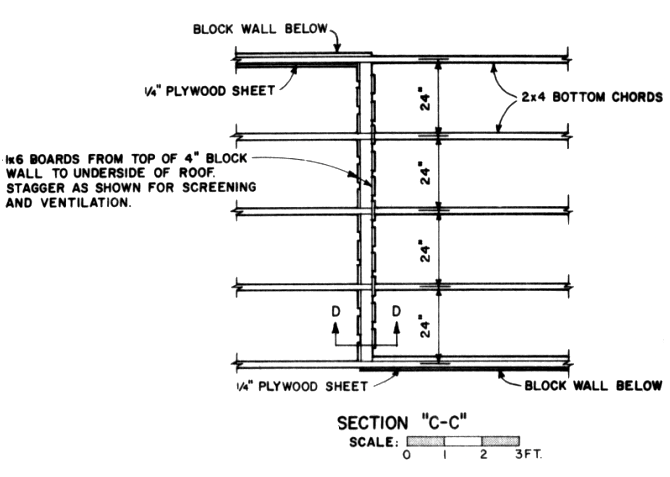 BLOCK WALL BELOW
1/4" PLYWOOD SHEET
2x4 BOTTOM CHORDS
24"
1x6 BOARDS FROM TOP OF 4" BLOCK
WALL TO UNDERSIDE OF ROOF.
STAGGER AS SHOWN FOR SCREENING
AND VENTILATION.
24"
24"
D D
24"
1/4" PLYWOOD SHEET
BLOCK WALL BELOW
SECTION "C-C"
SCALE:
0 1 2 3FT.